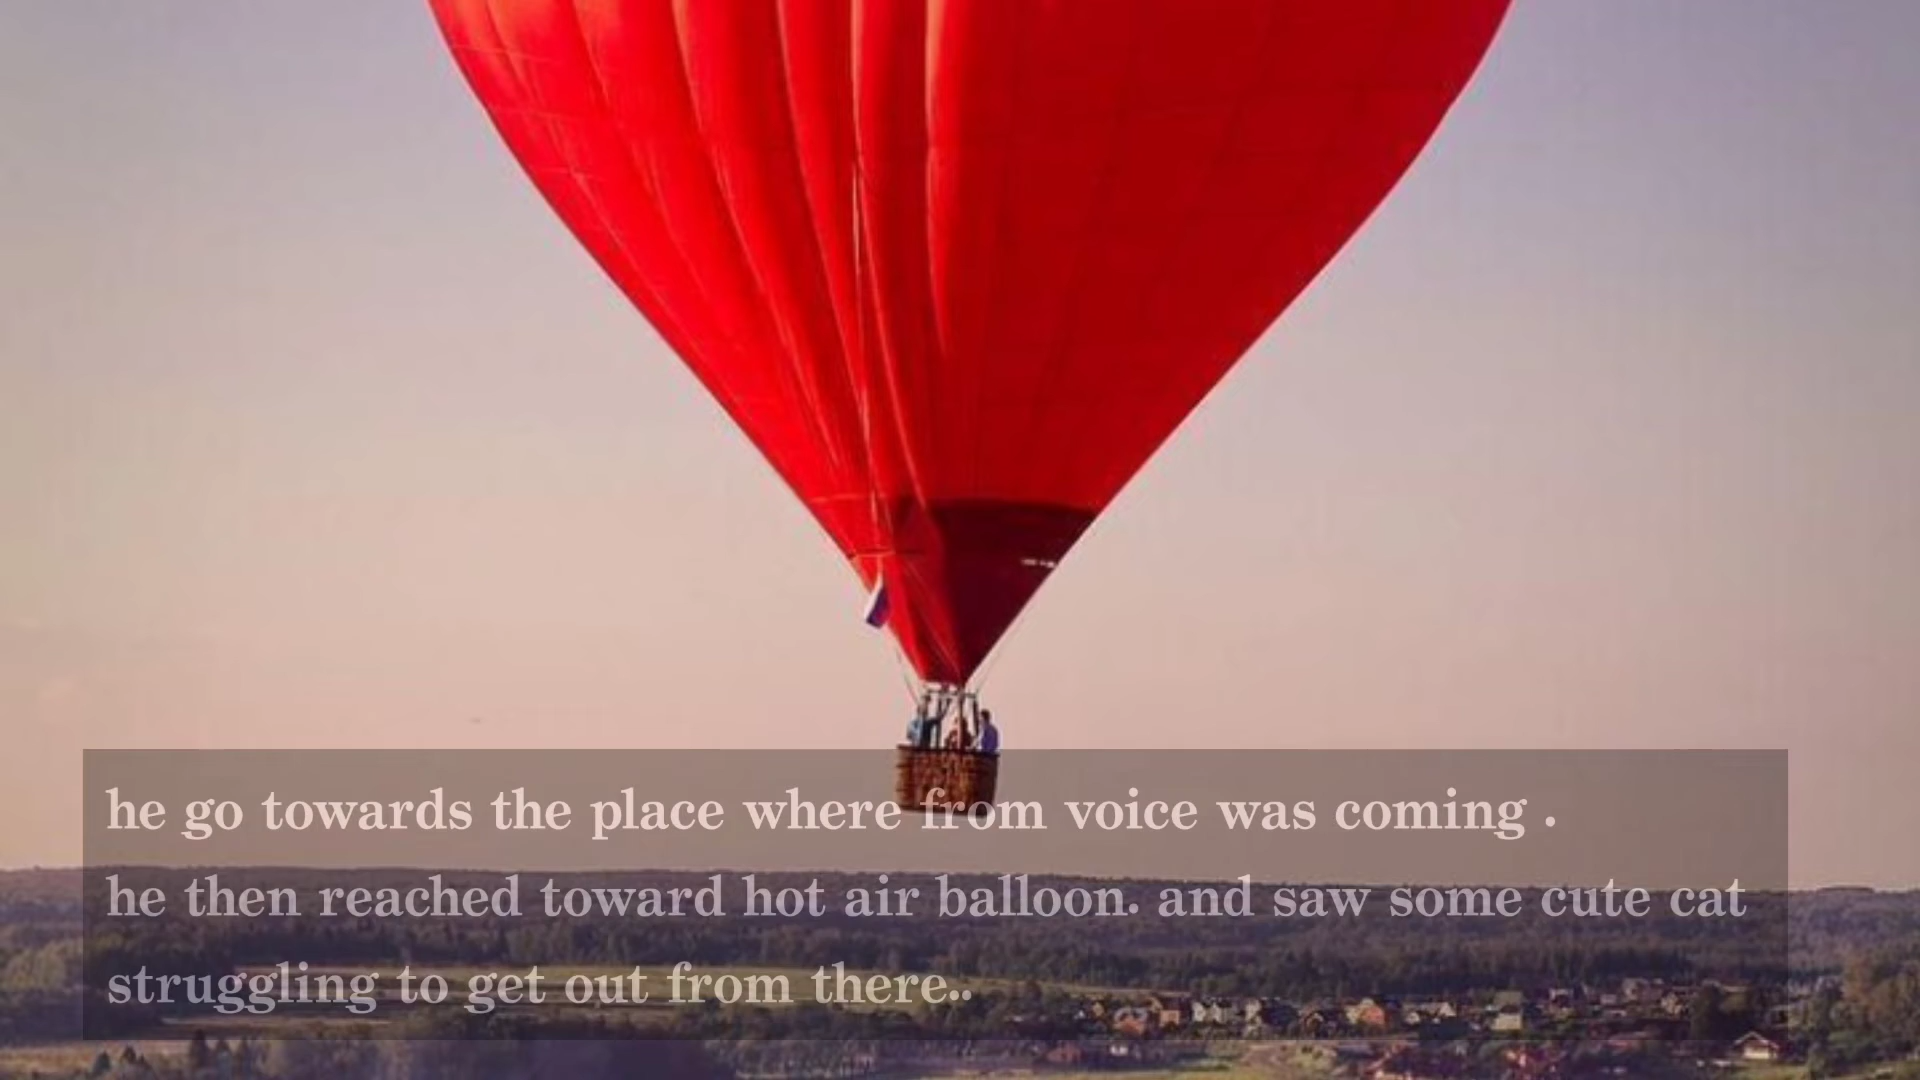 he go towards the place where from voice was coming .
he then reached toward hot air balloon. and saw some cute cat
struggling to get out from there..